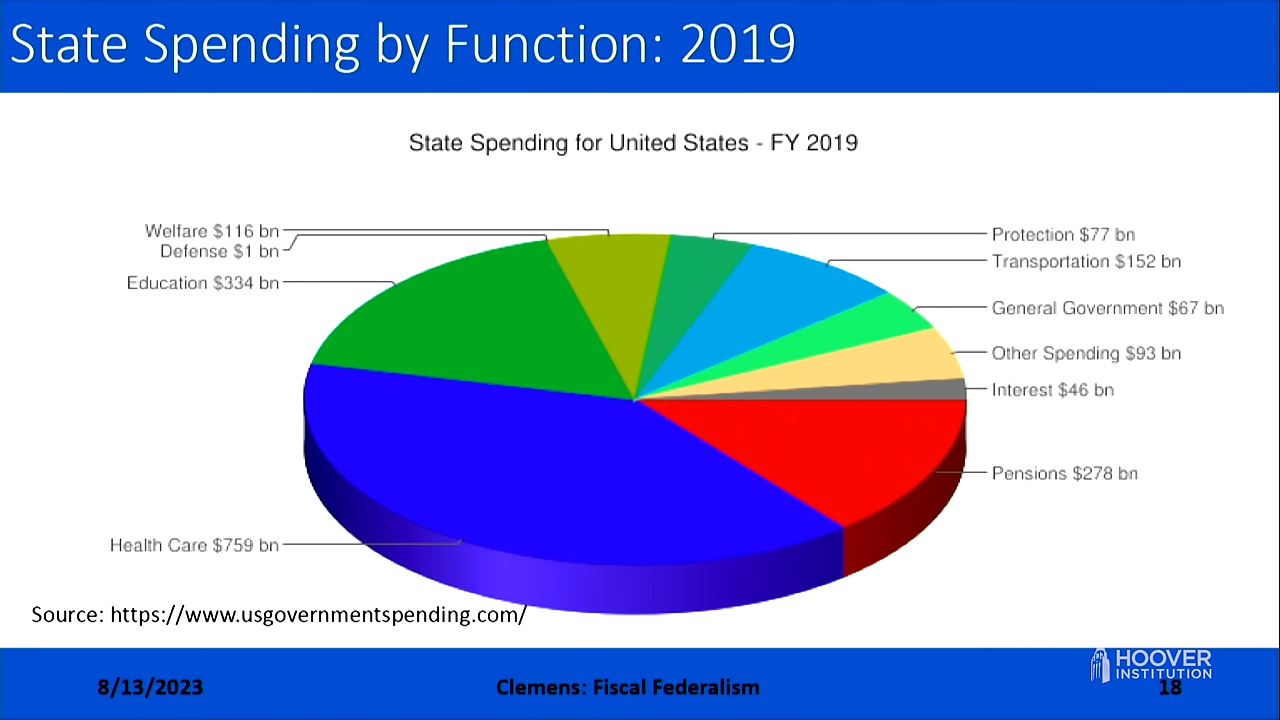 State Spending by Function: 2019
State Spending for United States - FY 2019
Welfare $116 bn
Defense $1 bn
Education $334 bn
Health Care $759 bn
Protection $77 bn
Transportation $152 bn
General Government $67 bn
Other Spending $93 bn
Interest $46 bn
Pensions $278 bn
Source: https://www.usgovernmentspending.com/
8/13/2023
Clemens: Fiscal Federalism
HOOVER
INSTITUTION
18